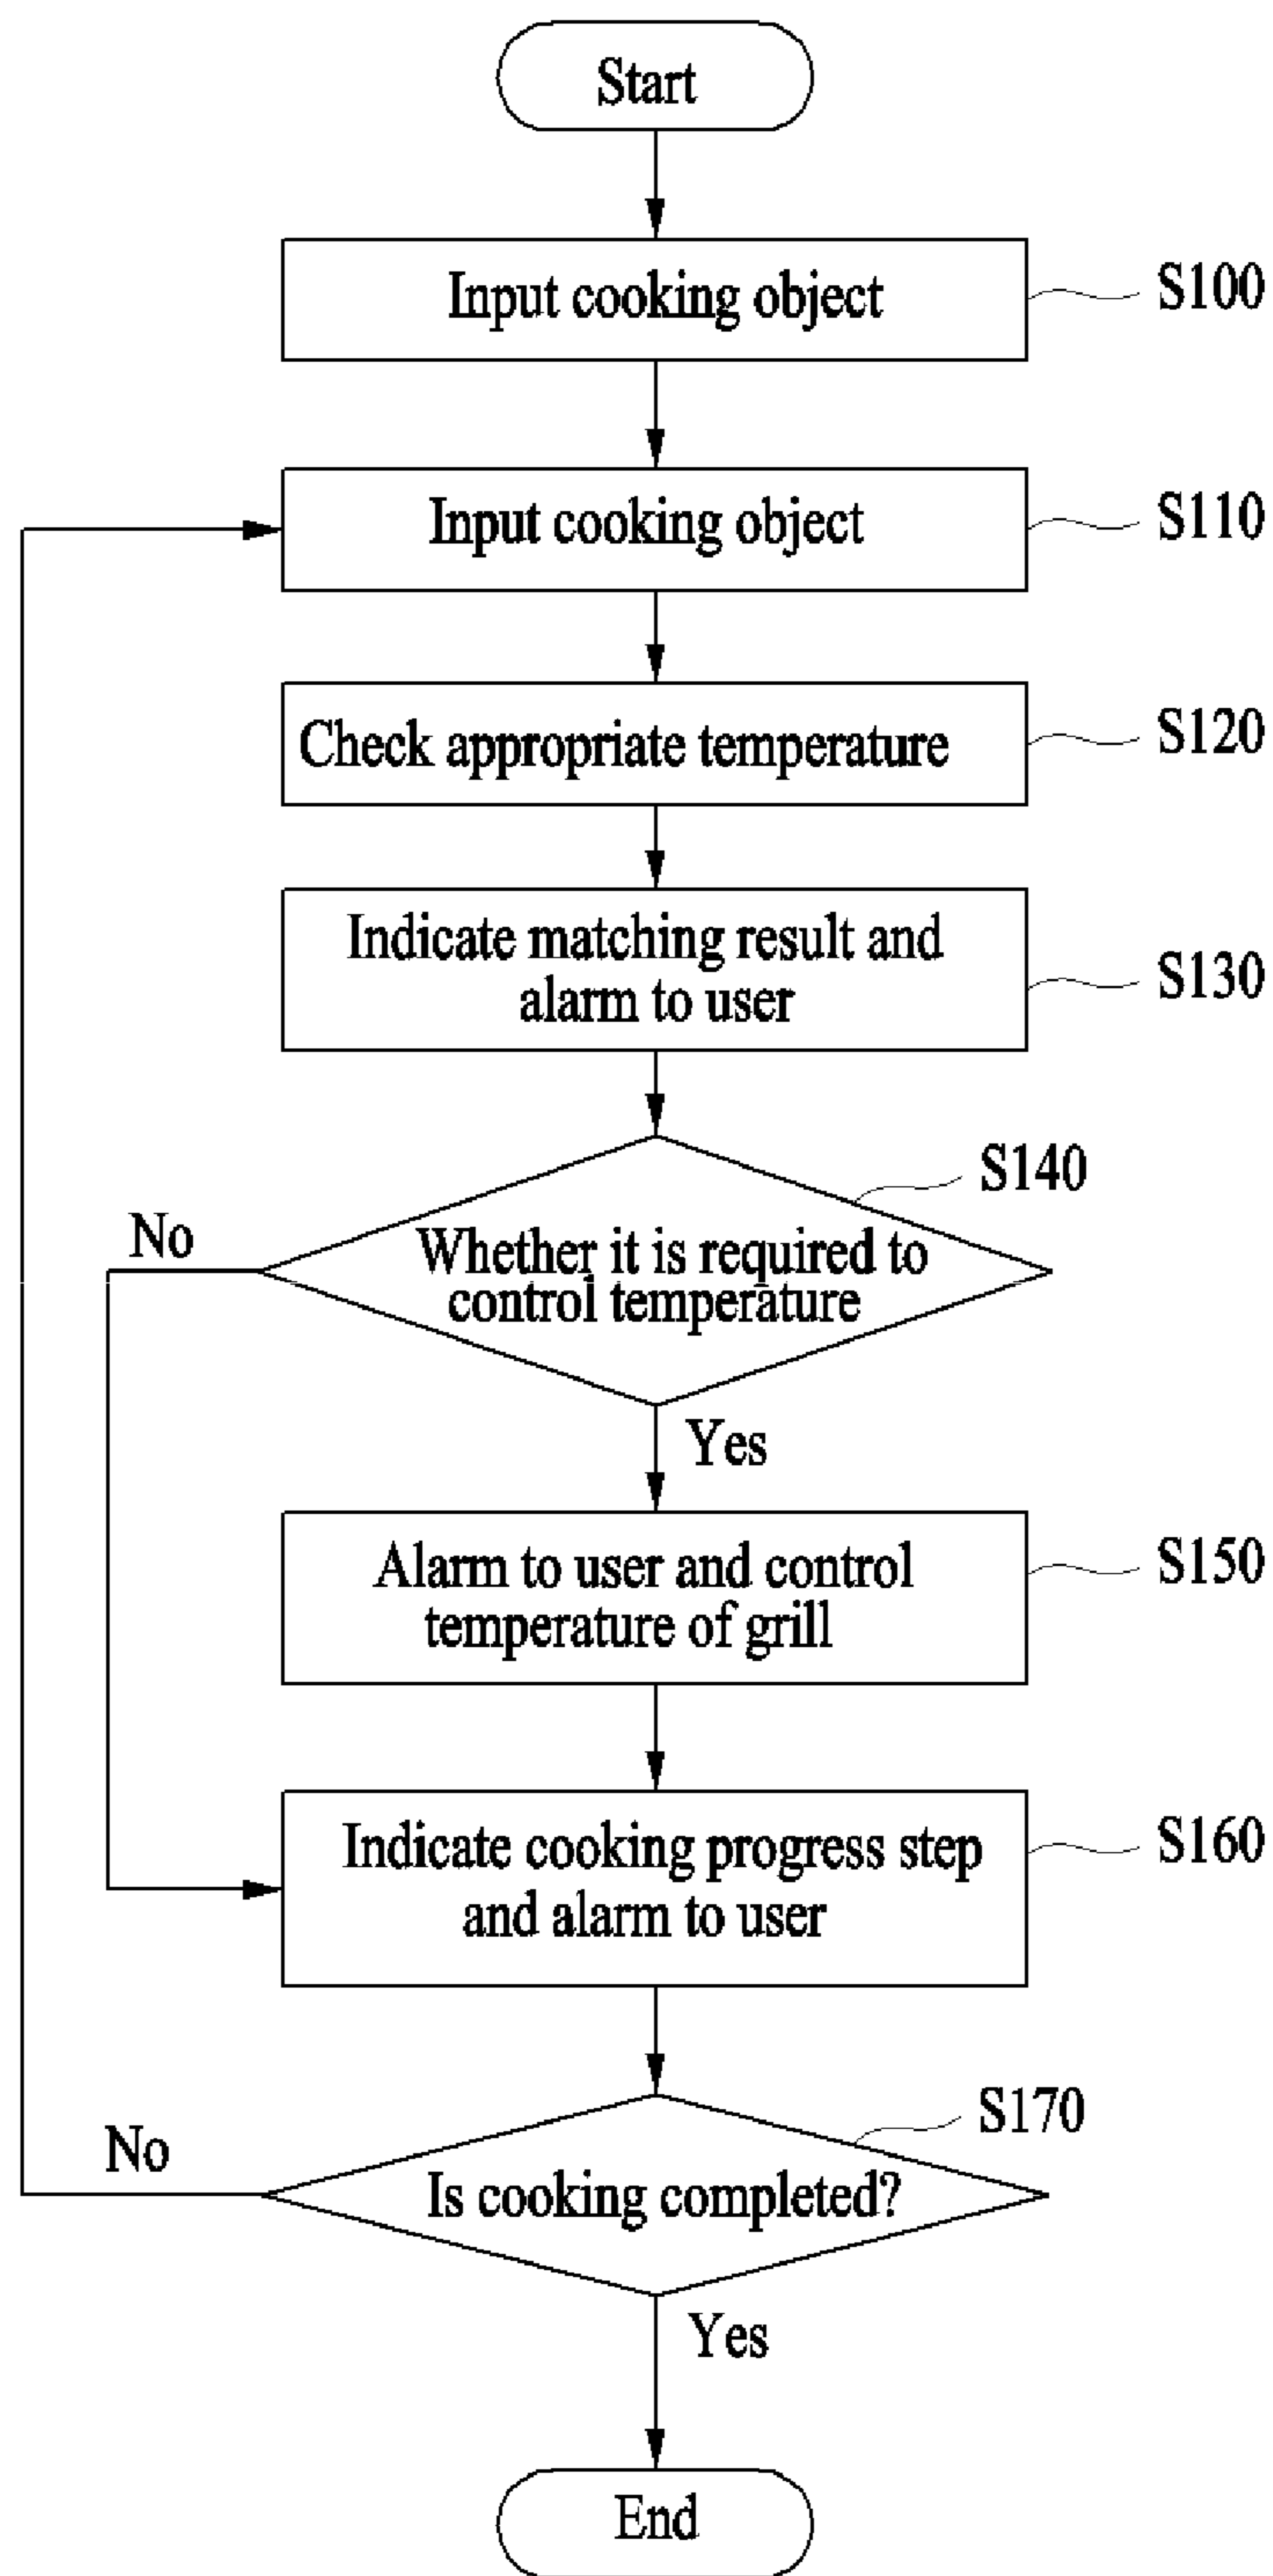 Start
Input cooking object
S100
Input cooking object
S110
Check appropriate temperature
S120
Indicate matching result and
alarm to user
S130
S140
No
Whether it is required to
control temperature
Yes
Alarm to user and control
temperature of grill
S150
Indicate cooking progress step
and alarm to user
S160
S170
No
Is cooking completed?
Yes
End